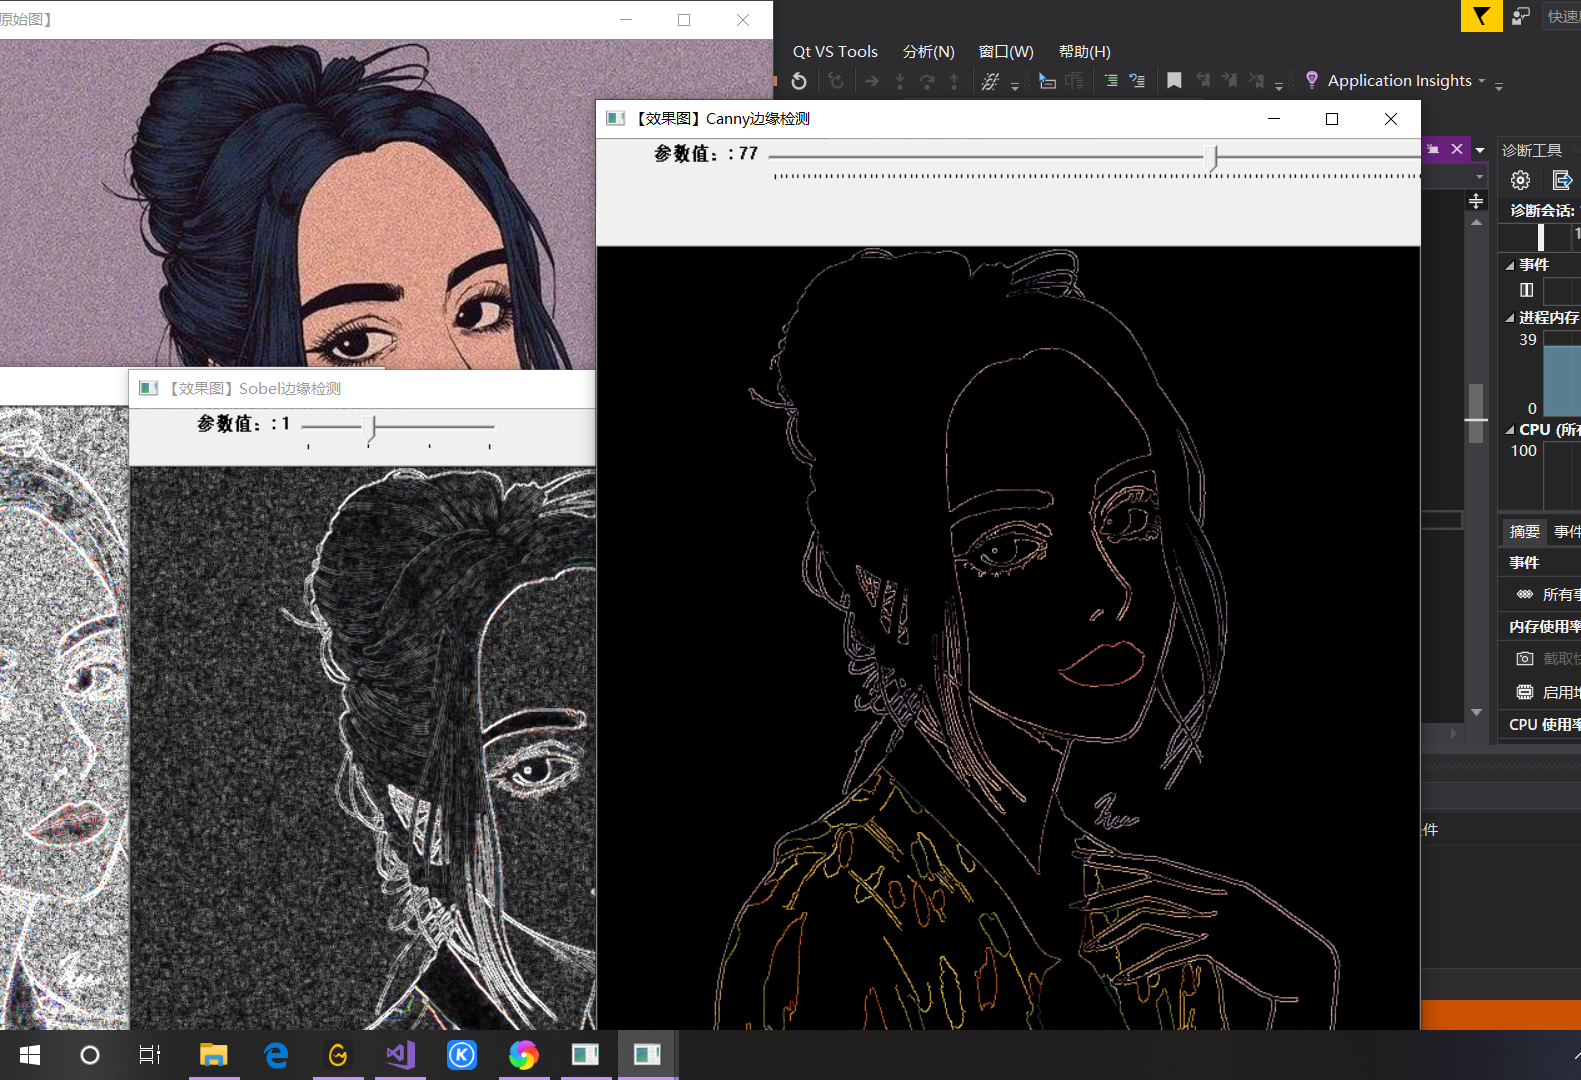 原始图】
Qt VS Tools 分析(N) 窗口(W) 帮助(H)
快速
Application Insights
【效果图】Canny边缘检测
参数值：: 77
诊断工具
诊断会话:
事件
进程内存
39
0
CPU (所
100
摘要 事件
事件
所有事
内存使用率
截取快
启用堆
CPU 使用率
件
【效果图】Sobel边缘检测
参数值：: 1